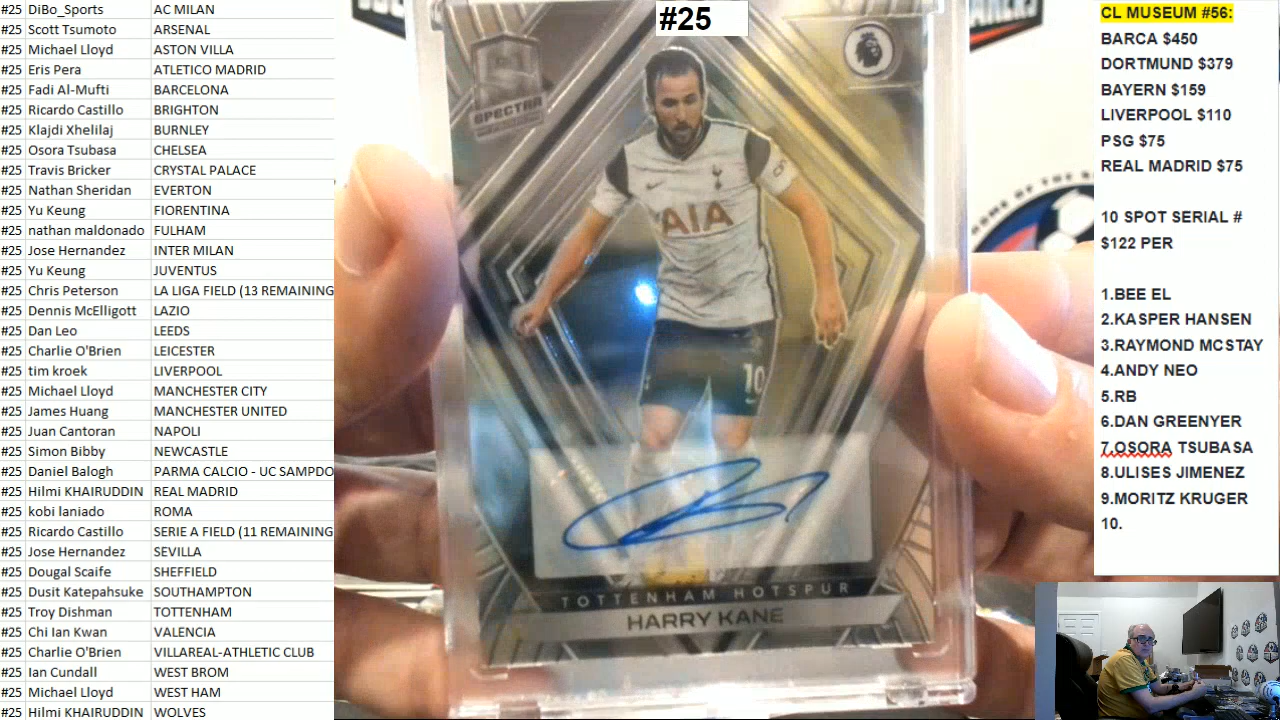 #25 DiBo_Sports AC MILAN
#25 Scott Tsumoto ARSENAL
#25 Michael Lloyd ASTON VILLA
#25 Eris Pera ATLETICO MADRID
#25 Fadi Al-Mufti BARCELONA
#25 Ricardo Castillo BRIGHTON
#25 Klajdi Xhelilaj BURNLEY
#25 Osora Tsubasa CHELSEA
#25 Travis Bricker CRYSTAL PALACE
#25 Nathan Sheridan EVERTON
#25 Yu Keung FIORENTINA
#25 nathan maldonado FULHAM
#25 Jose Hernandez INTER MILAN
#25 Yu Keung JUVENTUS
#25 Chris Peterson LA LIGA FIELD (13 REMAINING
#25 Dennis McElligott LAZIO
#25 Dan Leo LEEDS
#25 Charlie O'Brien LEICESTER
#25 tim kroek LIVERPOOL
#25 Michael Lloyd MANCHESTER CITY
#25 James Huang MANCHESTER UNITED
#25 Juan Cantoran NAPOLI
#25 Simon Bibby NEWCASTLE
#25 Daniel Balogh PARMA CALCIO - UC SAMPDO
#25 Hilmi KHAIRUDDIN REAL MADRID
#25 kobi laniado ROMA
#25 Ricardo Castillo SERIE A FIELD (11 REMAINING
#25 Jose Hernandez SEVILLA
#25 Dougal Scaife SHEFFIELD
#25 Dusit Katepahsuke SOUTHAMPTON
#25 Troy Dishman TOTTENHAM
#25 Chi Ian Kwan VALENCIA
#25 Charlie O'Brien VILLAREAL-ATHLETIC CLUB
#25 Ian Cundall WEST BROM
#25 Michael Lloyd WEST HAM
#25 Hilmi KHAIRUDDIN WOLVES
#25
SPECTRA
AIA
10
TOTTENHAM HOTSPUR
HARRY KANE
CL MUSEUM #56:
BARCA $450
DORTMUND $379
BAYERN $159
LIVERPOOL $110
PSG $75
REAL MADRID $75
10 SPOT SERIAL #
$122 PER
1.BEE EL
2.KASPER HANSEN
3.RAYMOND MCSTAY
4.ANDY NEO
5.RB
6.DAN GREENYER
7.OSORA TSUBASA
8.ULISES JIMENEZ
9.MORITZ KRUGER
10.